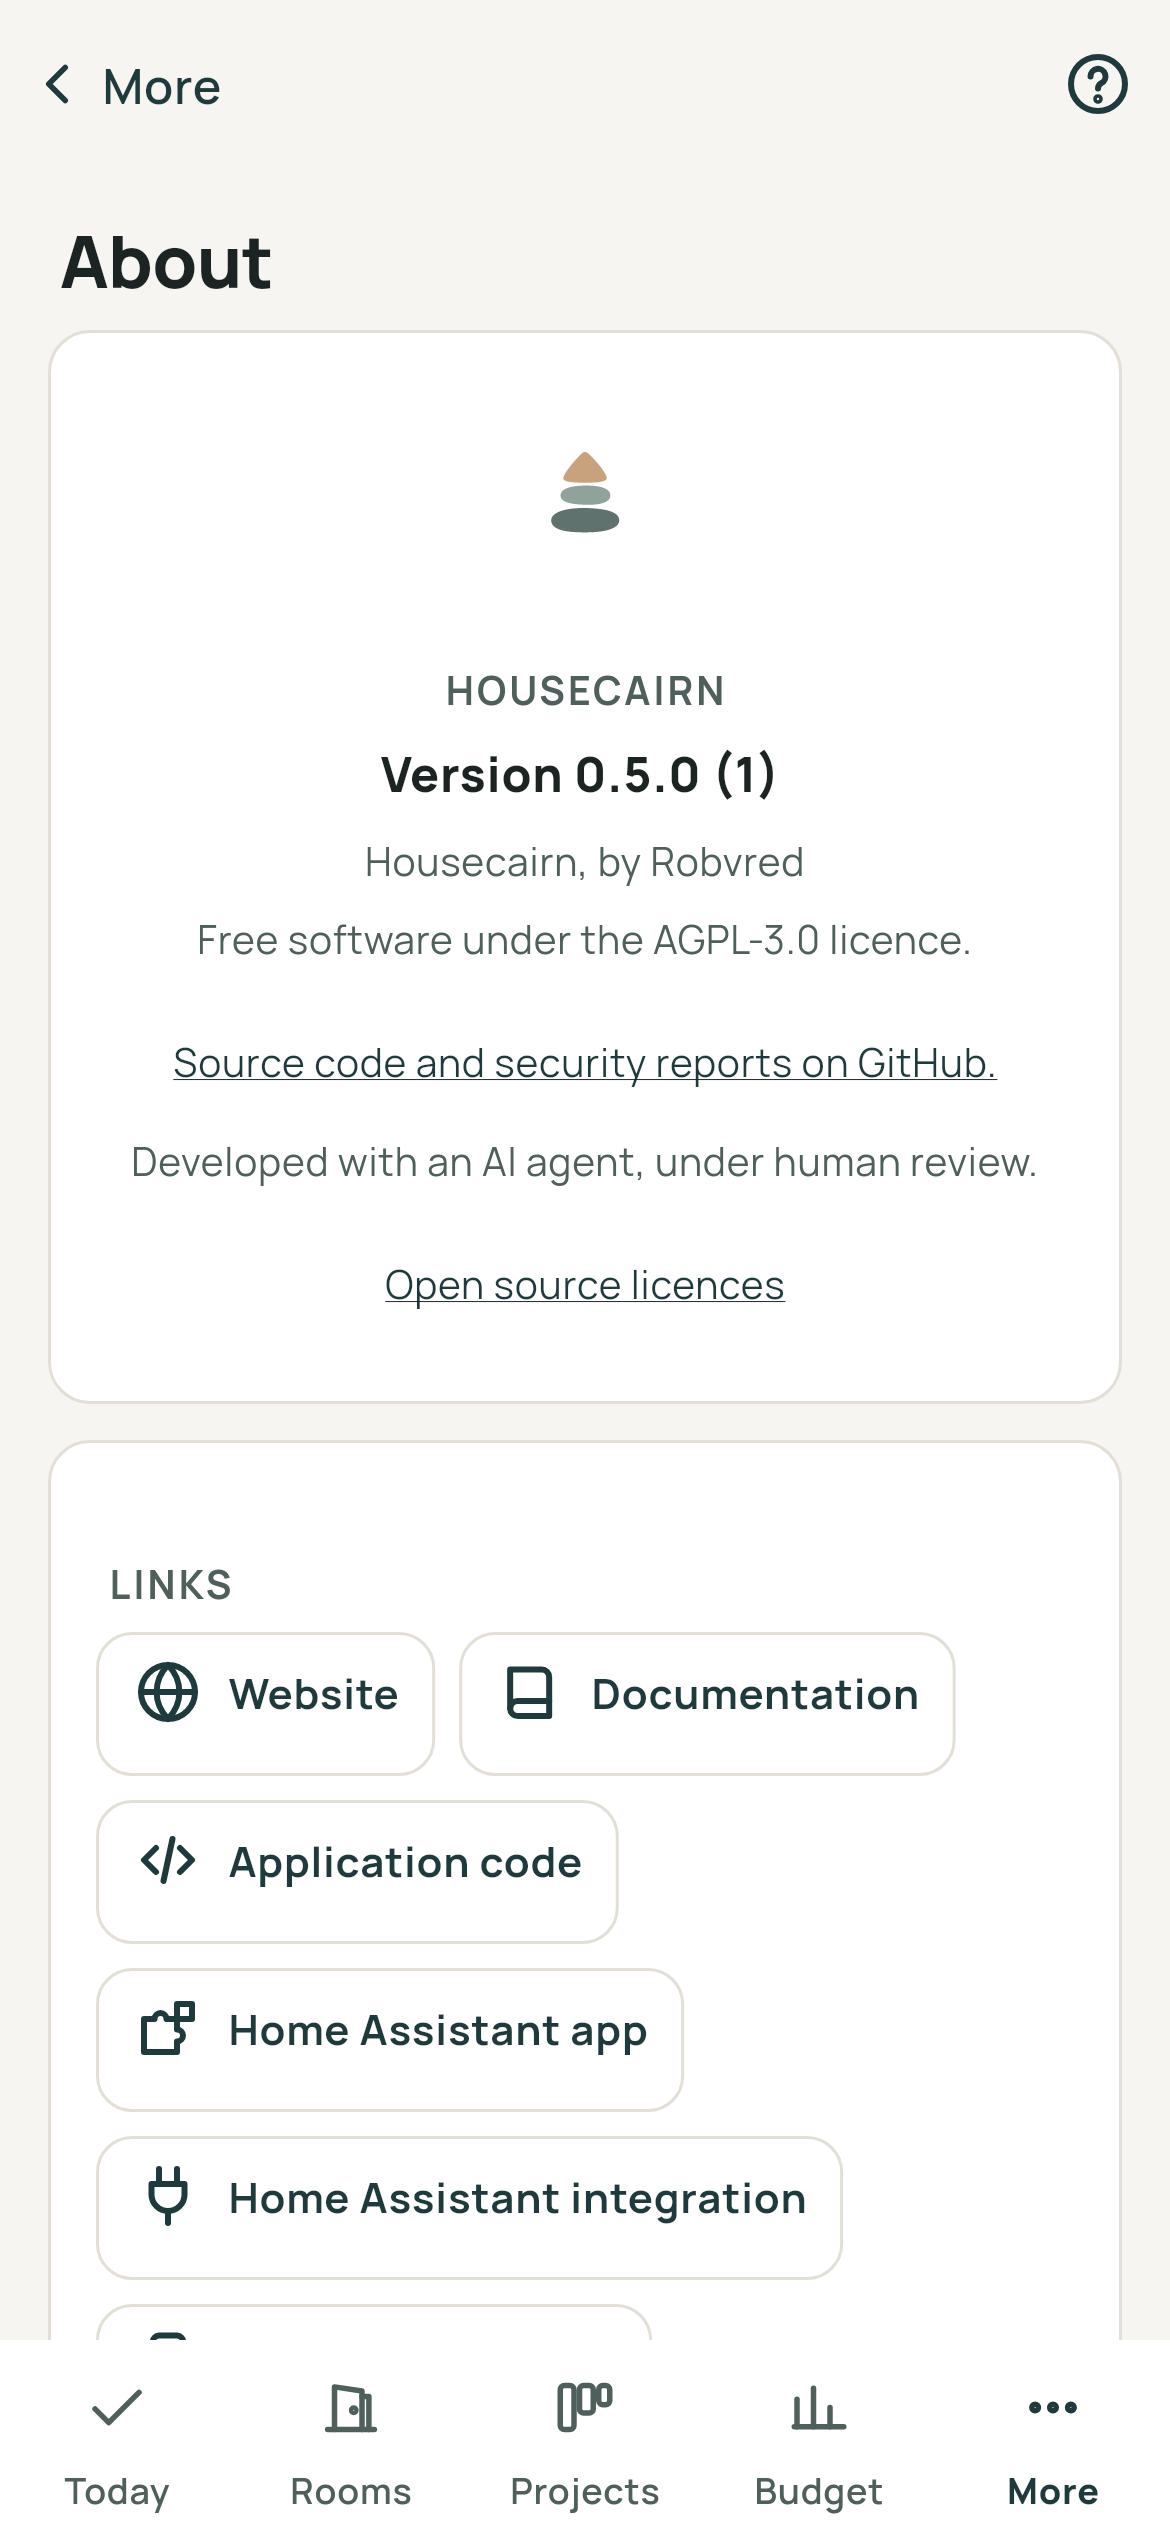 More
About
HOUSECAIRN
Version 0.5.0 (1)
Housecairn, by Robvred
Free software under the AGPL-3.0 licence.
Source code and security reports on GitHub.
Developed with an AI agent, under human review.
Open source licences
LINKS
Website
Documentation
Application code
Home Assistant app
Home Assistant integration
Today
Rooms
Projects
Budget
More